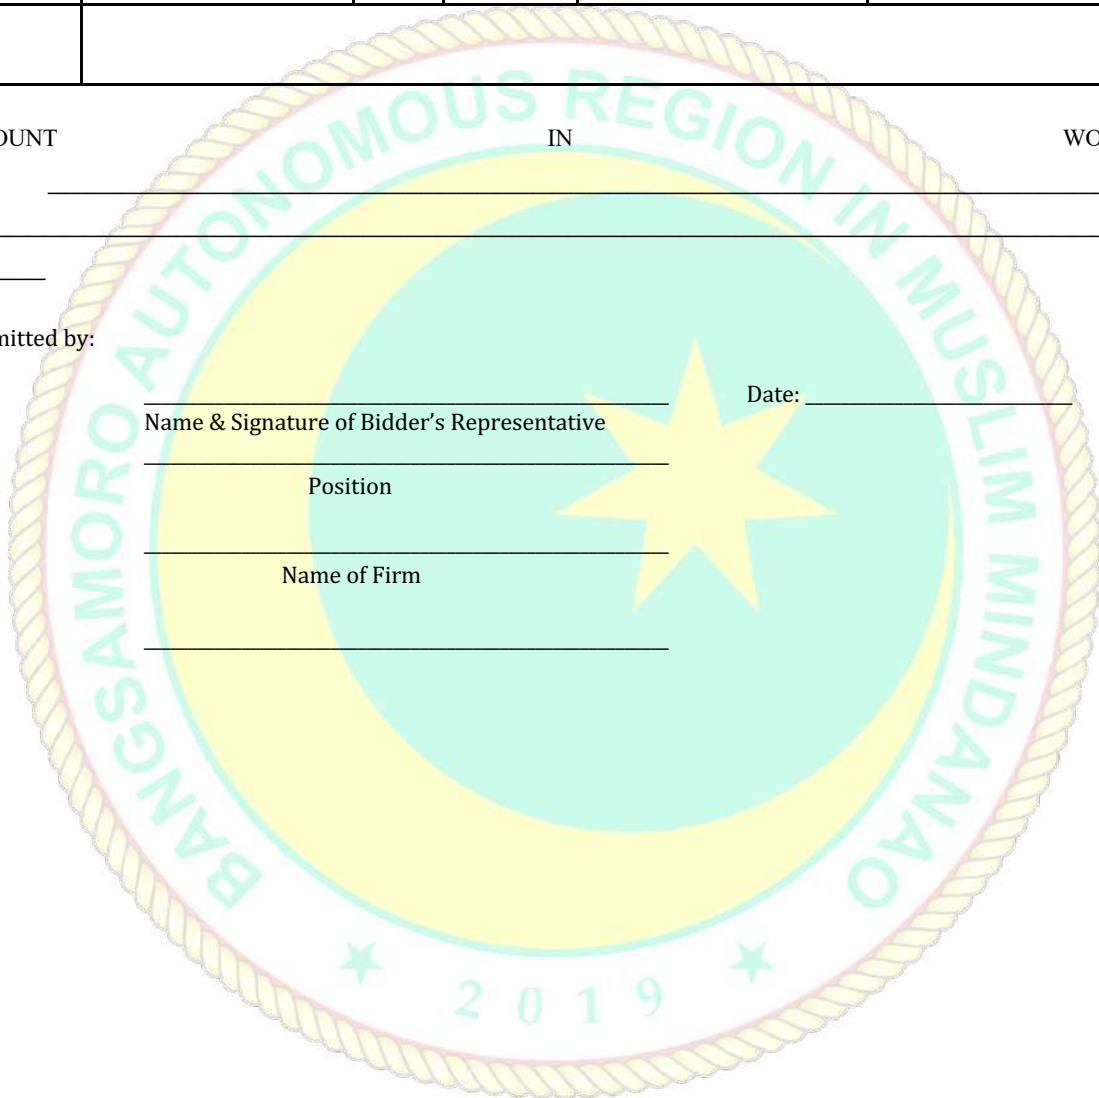 BANGSAMORO AUTONOMOUS REGION IN MUSLIM MINDANAO
OUNT IN WO
mitted by:
Date:
Name & Signature of Bidder’s Representative
Position
Name of Firm
2019